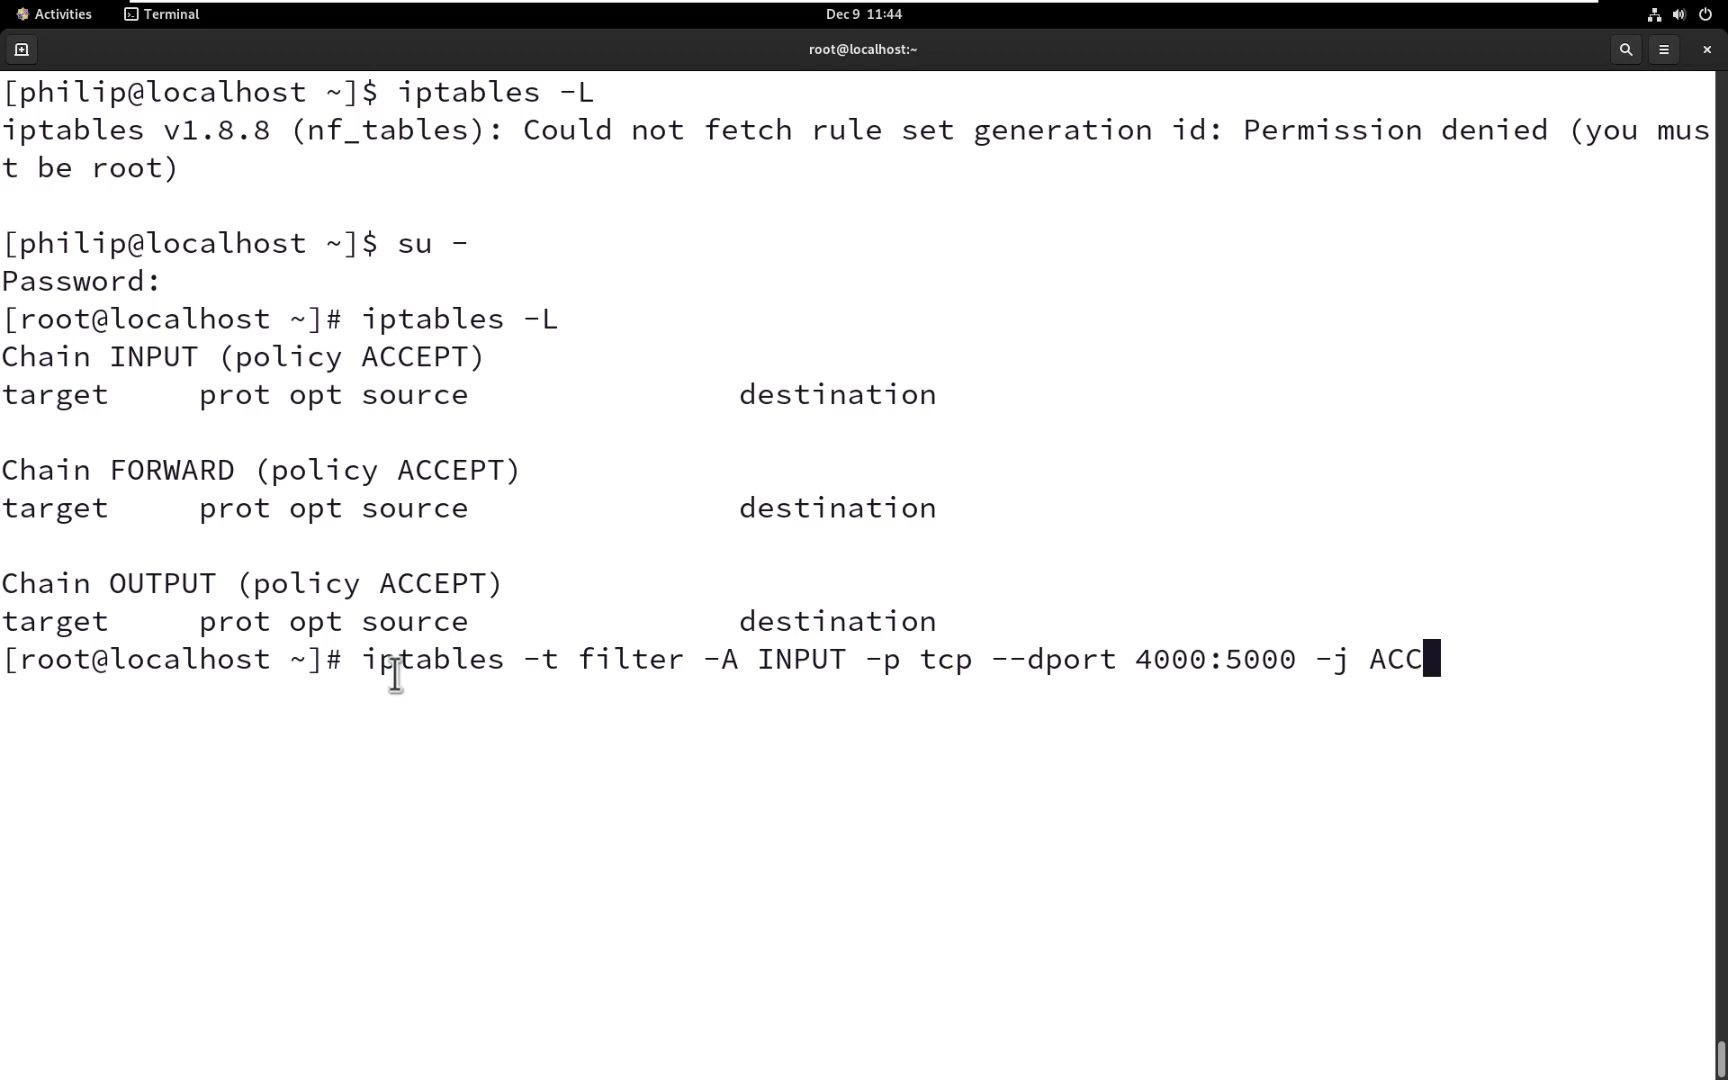 Activities
Terminal
Dec 9 11:44
root@localhost:~
[philip@localhost ~]$ iptables -L
iptables v1.8.8 (nf_tables): Could not fetch rule set generation id: Permission denied (you mus
t be root)
[philip@localhost ~]$ su -
Password:
[root@localhost ~]# iptables -L
Chain INPUT (policy ACCEPT)
target     prot opt source               destination
Chain FORWARD (policy ACCEPT)
target     prot opt source               destination
Chain OUTPUT (policy ACCEPT)
target     prot opt source               destination
[root@localhost ~]# iptables -t filter -A INPUT -p tcp --dport 4000:5000 -j ACC